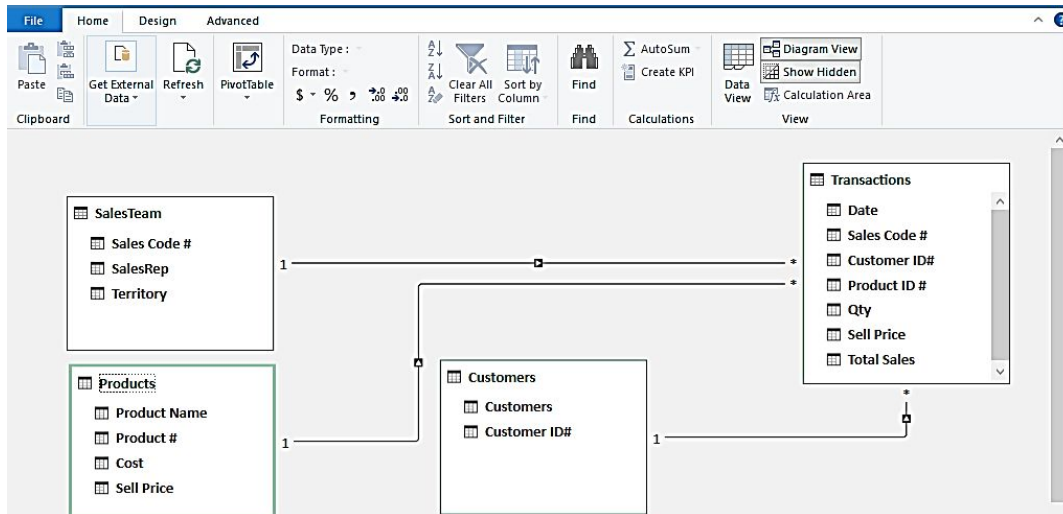 File Home Design Advanced
Paste
Clipboard
Get External
Data
Refresh
PivotTable
Data Type :
Format :
$ % , .00 .00
Formatting
Clear All
Filters
Sort by
Column
Sort and Filter
Find
Find
AutoSum
Create KPI
Calculations
Data
View
Diagram View
Show Hidden
Calculation Area
View
SalesTeam
Sales Code #
SalesRep
Territory
1
*
Transactions
Date
Sales Code #
Customer ID#
Product ID #
Qty
Sell Price
Total Sales
*
*
Products
Product Name
Product #
Cost
Sell Price
1
Customers
Customers
Customer ID#
1